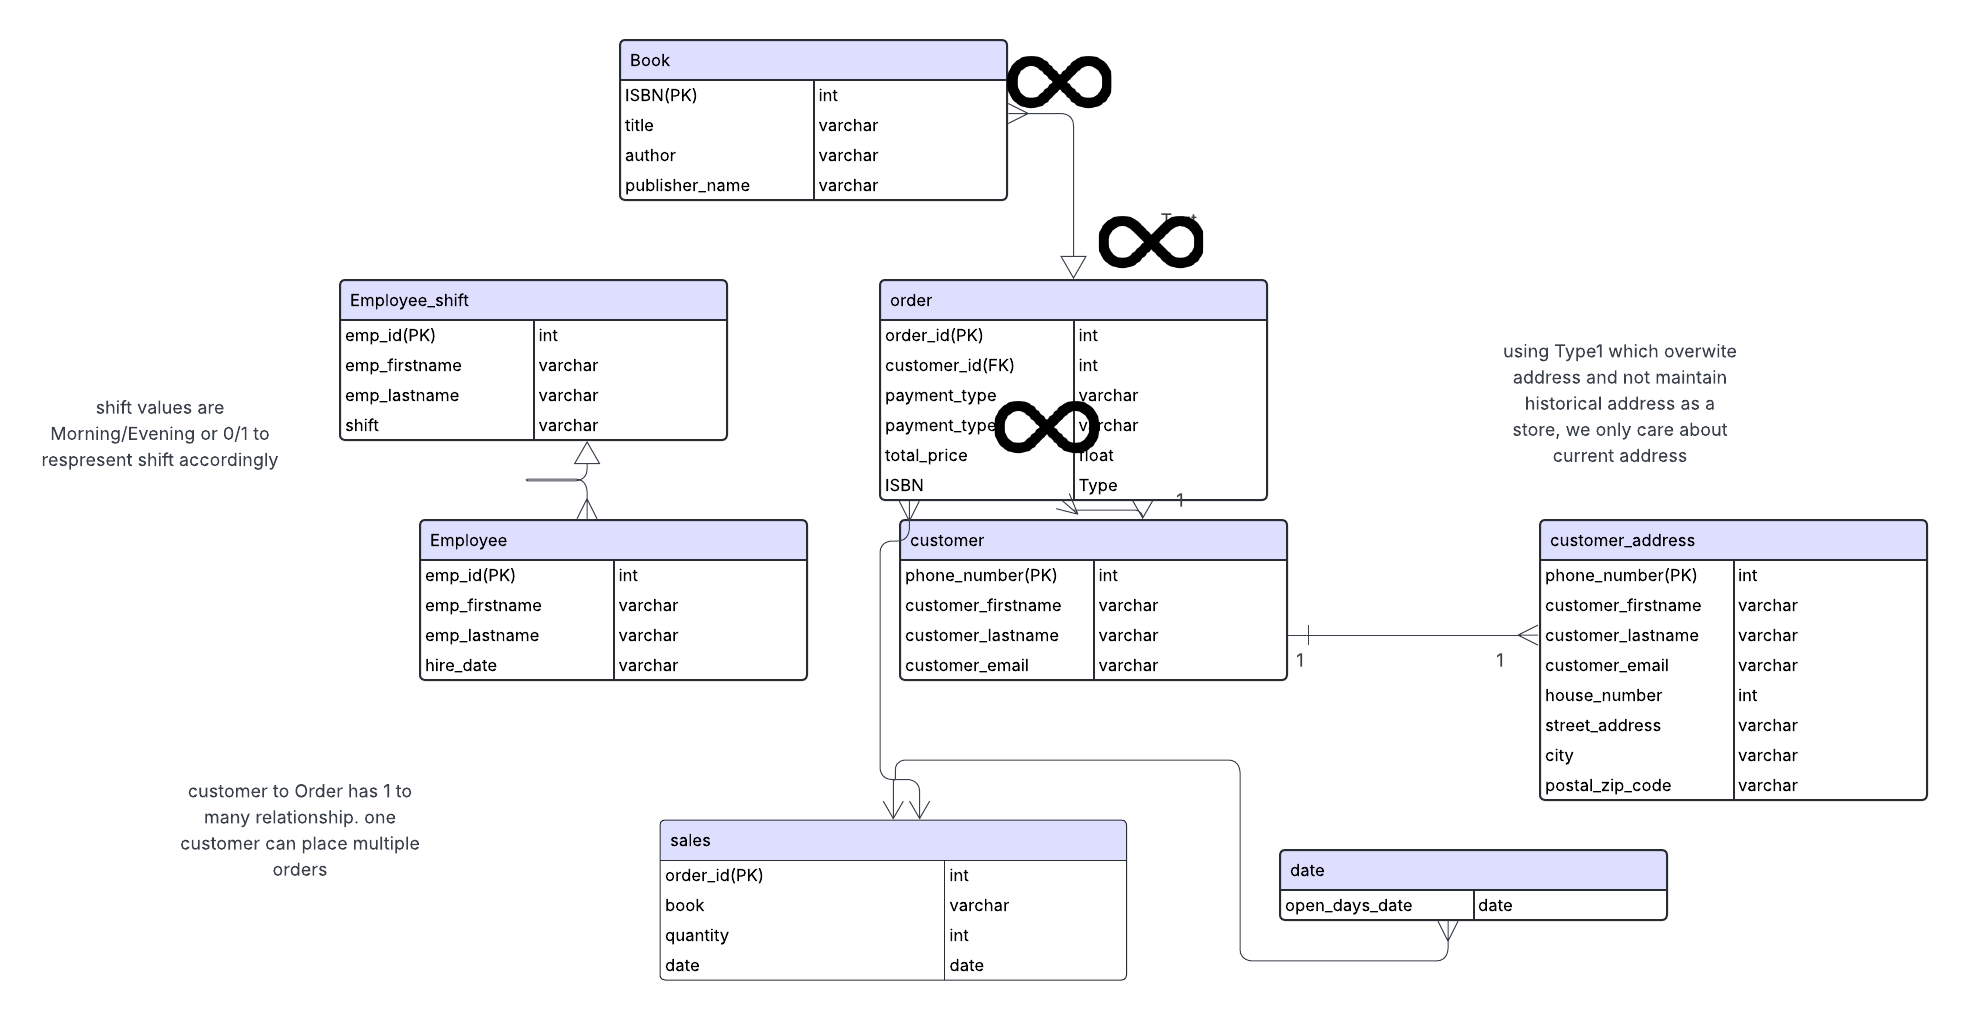 Book
ISBN(PK) int
title varchar
author varchar
publisher_name varchar
Employee_shift
emp_id(PK) int
emp_firstname varchar
emp_lastname varchar
shift varchar
order
order_id(PK) int
customer_id(FK) int
payment_type varchar
payment_type
total_price float
ISBN Type
1
using Type1 which overwite
address and not maintain
historical address as a
store, we only care about
current address
shift values are
Morning/Evening or 0/1 to
respresent shift accordingly
Employee
emp_id(PK) int
emp_firstname varchar
emp_lastname varchar
hire_date varchar
customer
phone_number(PK) int
customer_firstname varchar
customer_lastname varchar
customer_email varchar
1 1
customer_address
phone_number(PK) int
customer_firstname varchar
customer_lastname varchar
customer_email varchar
house_number int
street_address varchar
city varchar
postal_zip_code varchar
customer to Order has 1 to
many relationship. one
customer can place multiple
orders
sales
order_id(PK) int
book varchar
quantity int
date date
date
open_days_date date